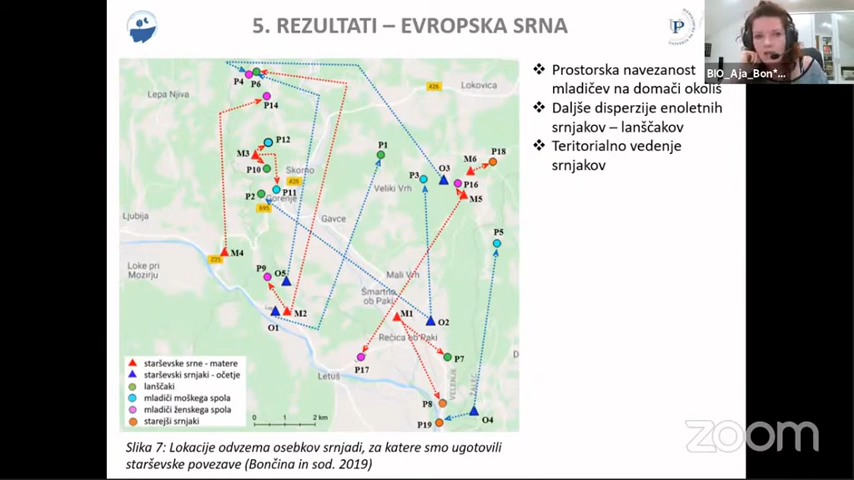 5. REZULTATI – EVROPSKA SRNA
P
BIO_Aja_Bon*...
❖ Prostorska navezanost
mladičev na domači okoliš
❖ Daljše disperzije enoletnih
srnjakov – lanščakov
❖ Teritorialno vedenje
srnjakov
Lepa Njiva
P4
P6
P14
426
Lokovica
P12
M3
P10
Skorno
426
P11
P2
Gorenje
695
P1
Veliki Vrh
P3
O3
M6
P18
P16
M5
Ljubija
Gavce
P5
M4
225
Loke pri
Mozirju
P9
O5
Mali Vrh
Šmartno
ob Paki
O1
M2
M1
O2
Rečica ob Paki
P17
Letuš
P7
VELENJE
ŽALEC
P8
P19
O4
starševske srne - matere
starševski srnjaki - očetje
lanščaki
mladiči moškega spola
mladiči ženskega spola
starejši srnjaki
0
2 km
zoom
Slika 7: Lokacije odvzema osebkov srnjadi, za katere smo ugotovili
starševske povezave (Bončina in sod. 2019)